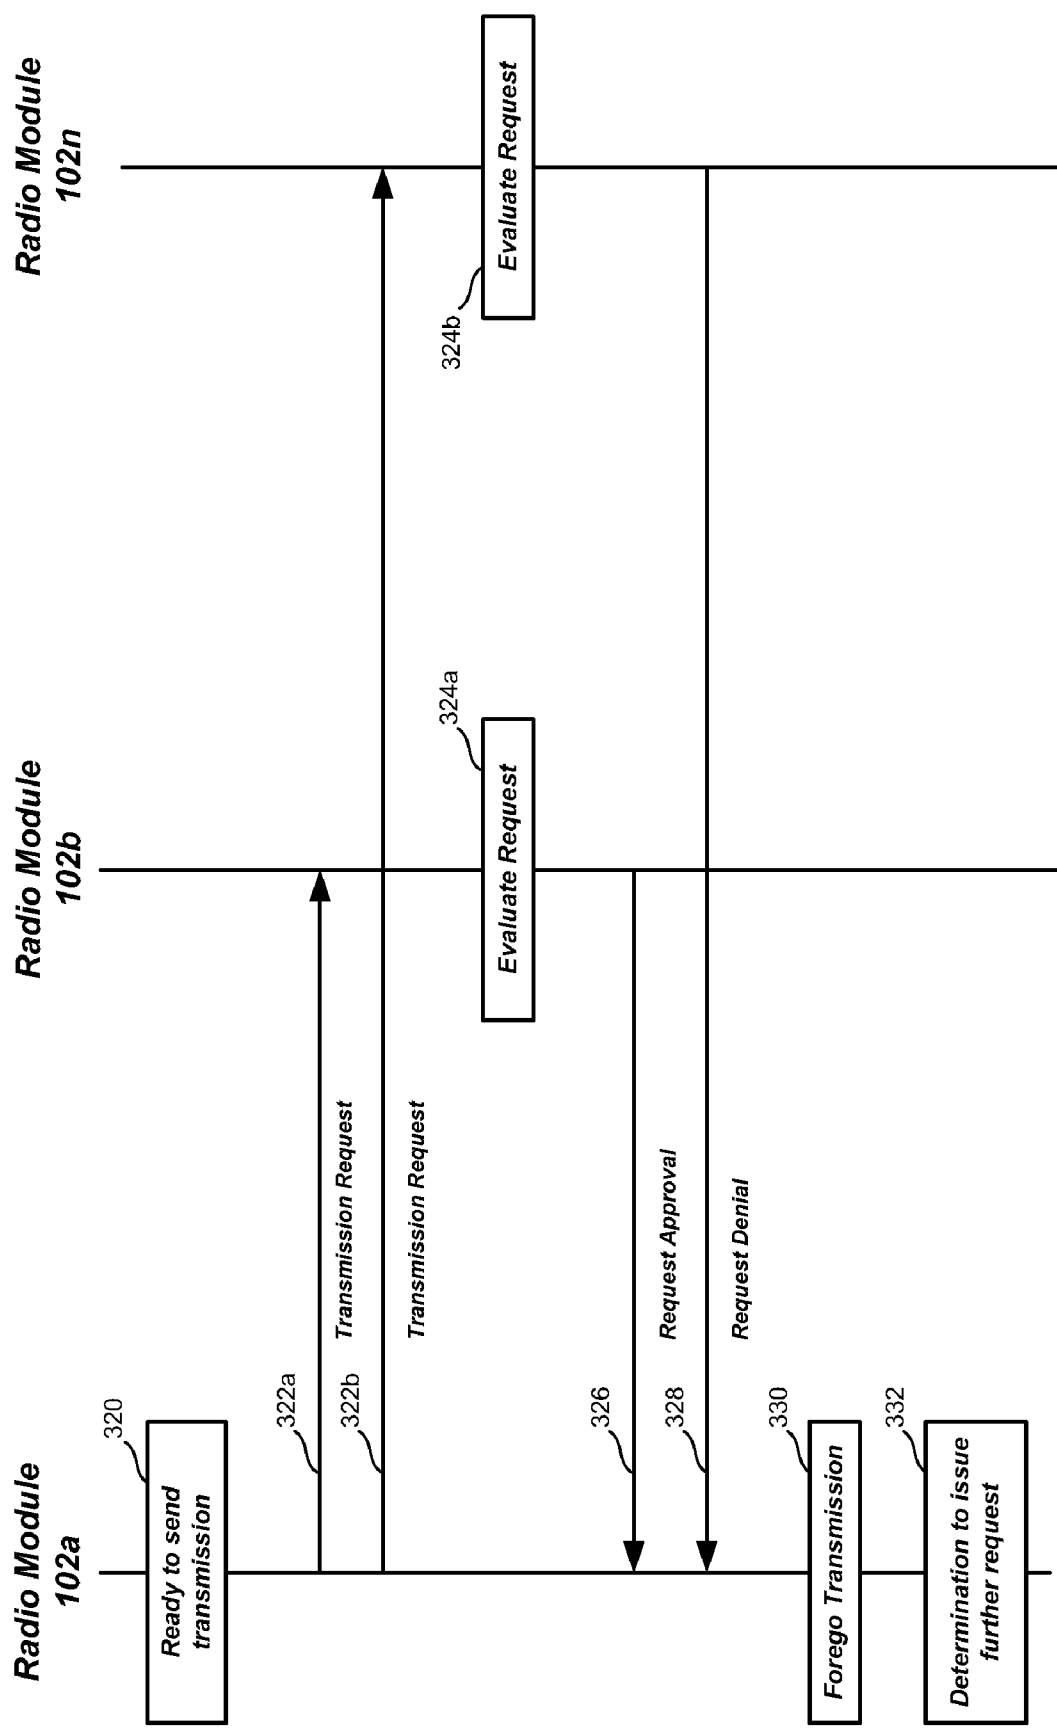 Radio Module
102a
Radio Module
102b
Radio Module
102n
320
Ready to send
transmission
322a
Transmission Request
322b
Transmission Request
324a
Evaluate Request
324b
Evaluate Request
326
Request Approval
328
Request Denial
330
Forego Transmission
332
Determination to issue
further request